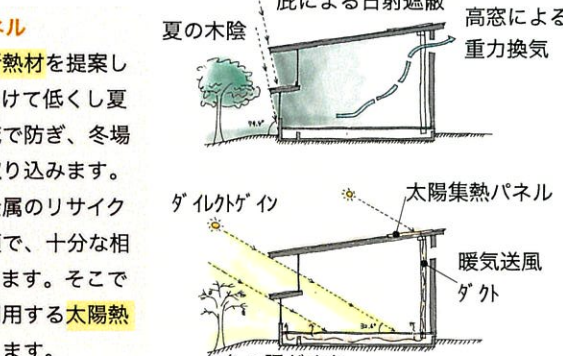 ネル
熱材を提案し
けて低くし夏
で防ぎ、冬場
り込みます。
属のリサイク
で、十分な相
ます。そこで
用する太陽熱
ます。
庇による日射遮蔽
夏の木陰
高窓による
重力換気
ダイレクトゲイン
太陽集熱パネル
暖気送風
ダクト